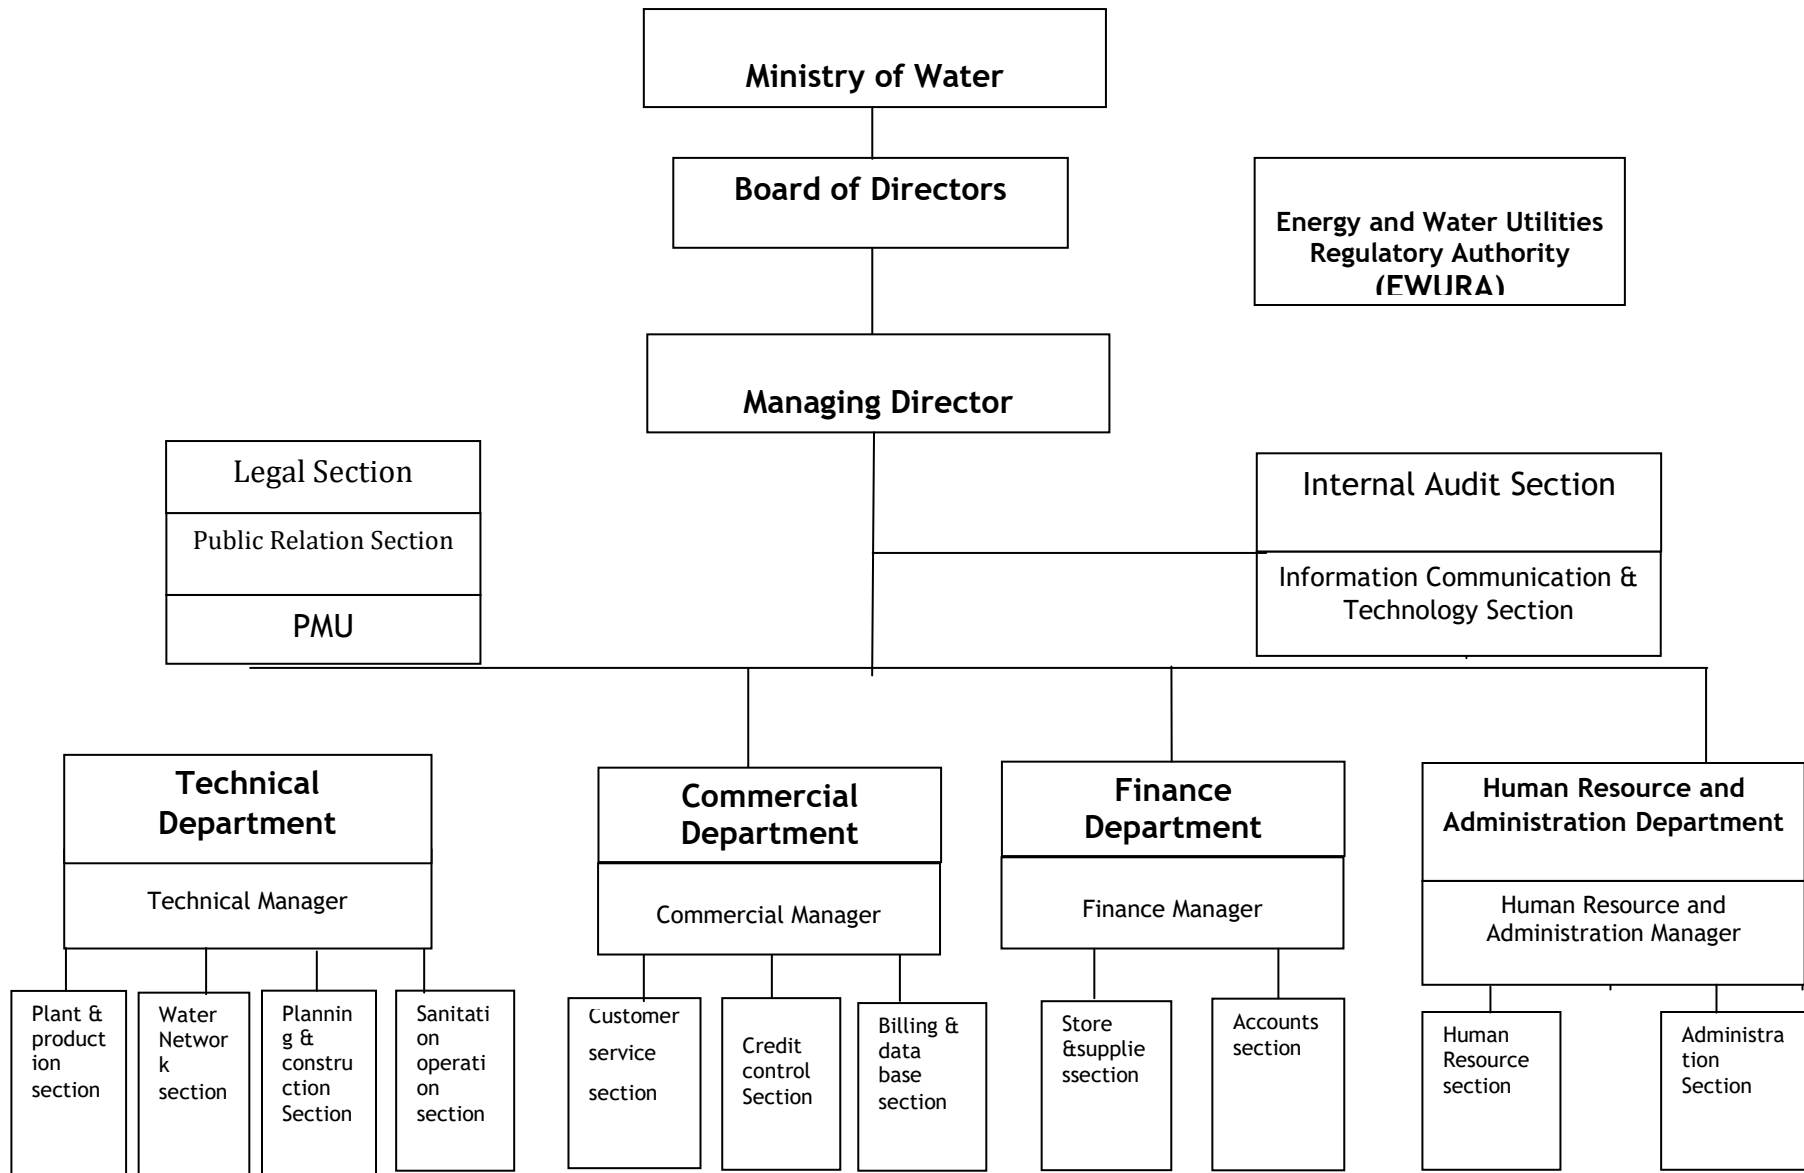 Ministry of Water
Board of Directors
Energy and Water Utilities
Regulatory Authority
(EWURA)
Managing Director
Legal Section
Public Relation Section
PMU
Internal Audit Section
Information Communication &
Technology Section
Technical
Department
Technical Manager
Commercial
Department
Commercial Manager
Finance
Department
Finance Manager
Human Resource and
Administration Department
Human Resource and
Administration Manager
Plant &
product
ion
section
Water
Networ
k
section
Plannin
g &
constru
ction
Section
Sanitati
on
operati
on
section
Customer
service
section
Credit
control
Section
Billing &
data
base
section
Store
&supplie
ssection
Accounts
section
Human
Resource
section
Administra
tion
Section